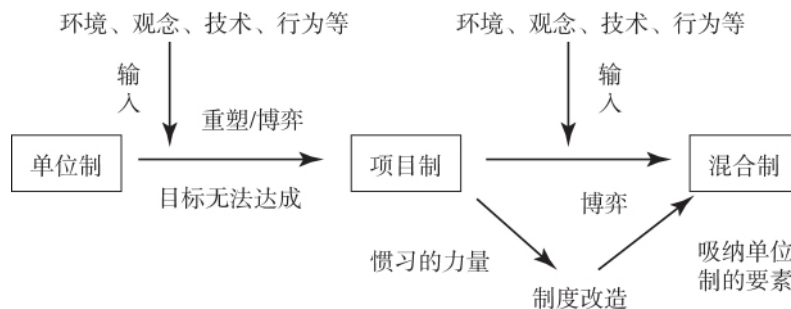 环境、观念、技术、行为等
环境、观念、技术、行为等
输入
输入
重塑/博弈
单位制
项目制
混合制
目标无法达成
博弈
惯习的力量
吸纳单位
制的要素
制度改造